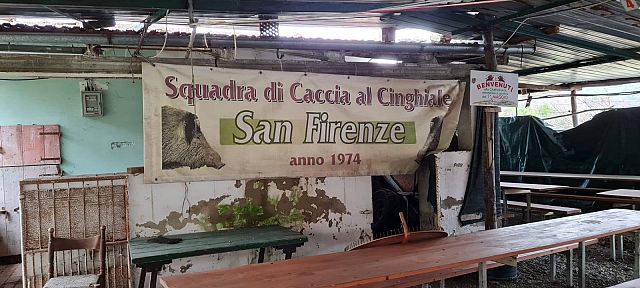 Squadra di Caccia al Cinghiale
San Firenze
anno 1974
BENVENUTI